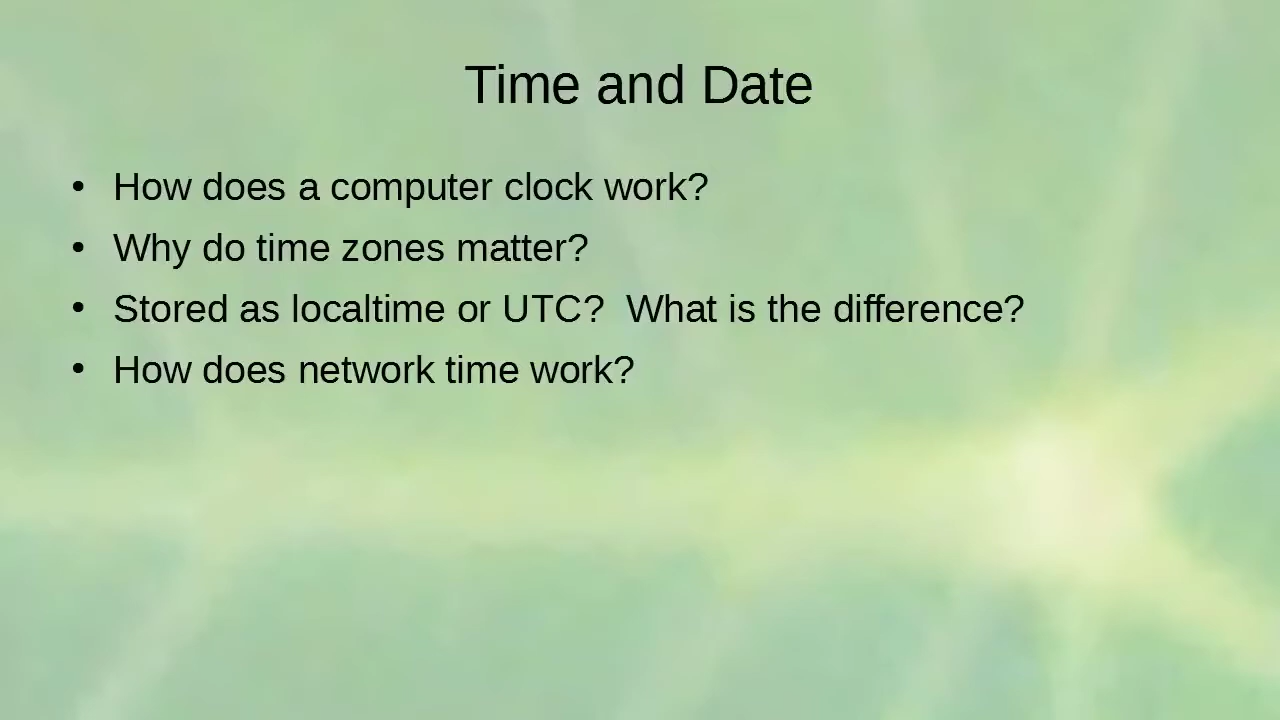 Time and Date
• How does a computer clock work?
• Why do time zones matter?
• Stored as localtime or UTC?  What is the difference?
• How does network time work?